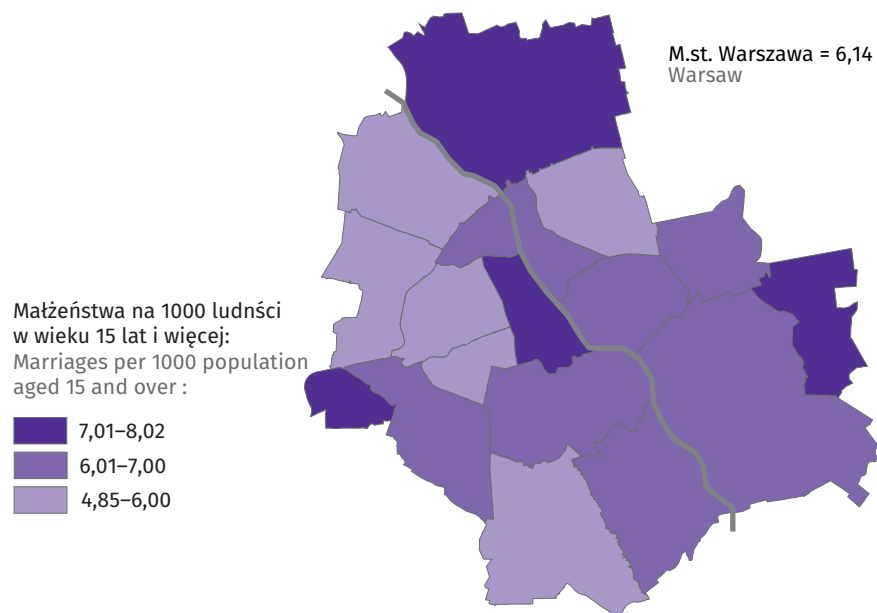 M.st. Warszawa = 6,14
Warsaw
Małżeństwa na 1000 ludnści
w wieku 15 lat i więcej:
Marriages per 1000 population
aged 15 and over :
7,01–8,02
6,01–7,00
4,85–6,00